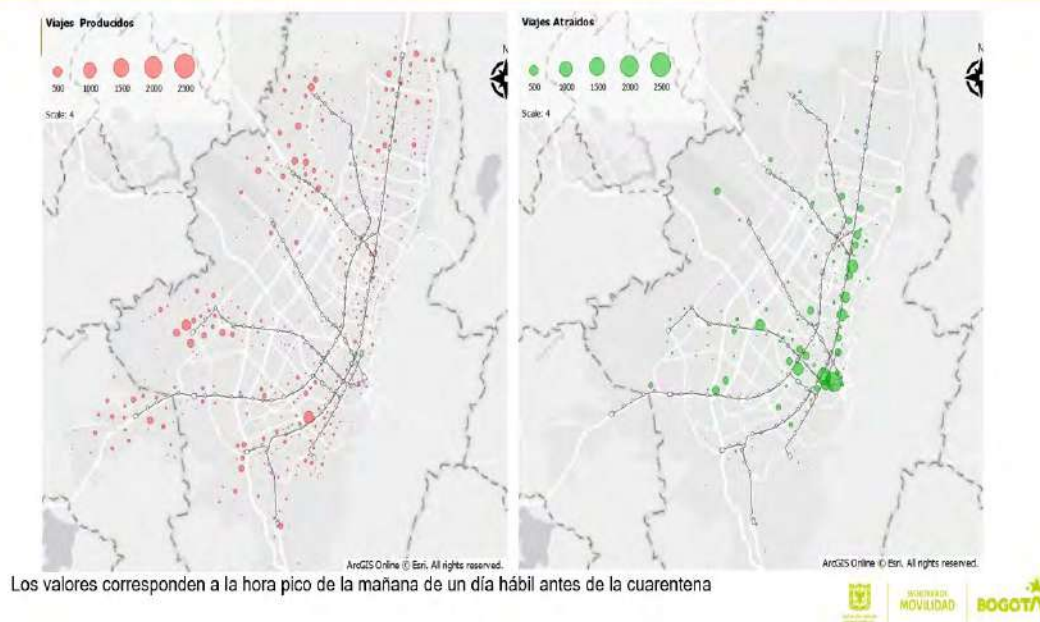 Viajes Producidos
500 1000 1500 2000 2500
Scale: 4
N
ArcGIS Online © Esri. All rights reserved.
Viajes Atraidos
500 1000 1500 2000 2500
Scale: 4
N
ArcGIS Online © Esri. All rights reserved.
Los valores corresponden a la hora pico de la mañana de un día hábil antes de la cuarentena
MOVILIDAD
BOGOTÁ